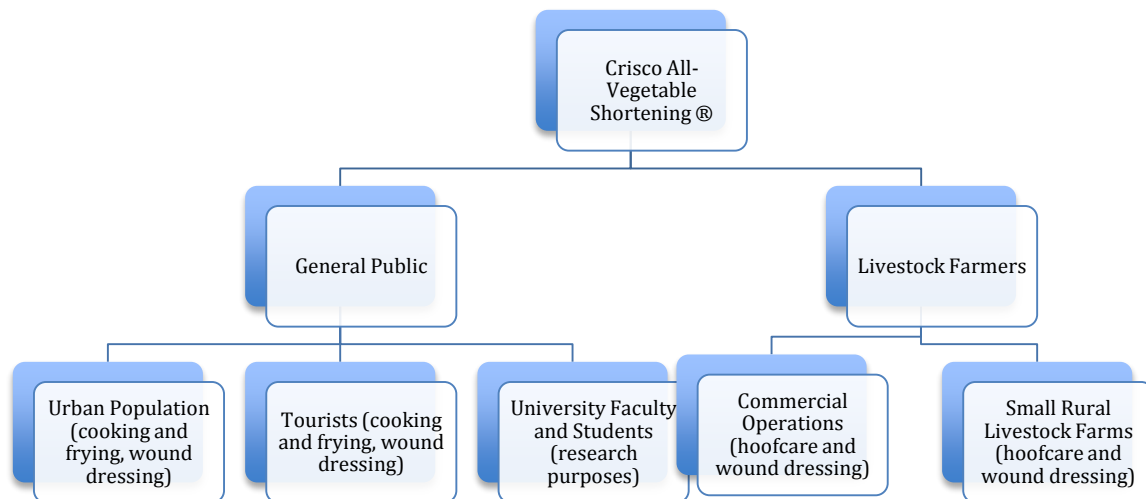 Crisco All-
Vegetable
Shortening ®
General Public
Livestock Farmers
Urban Population
(cooking and
frying, wound
dressing)
Tourists (cooking
and frying, wound
dressing)
University Faculty
and Students
(research
purposes)
Commercial
Operations
(hoofcare and
wound dressing)
Small Rural
Livestock Farms
(hoofcare and
wound dressing)